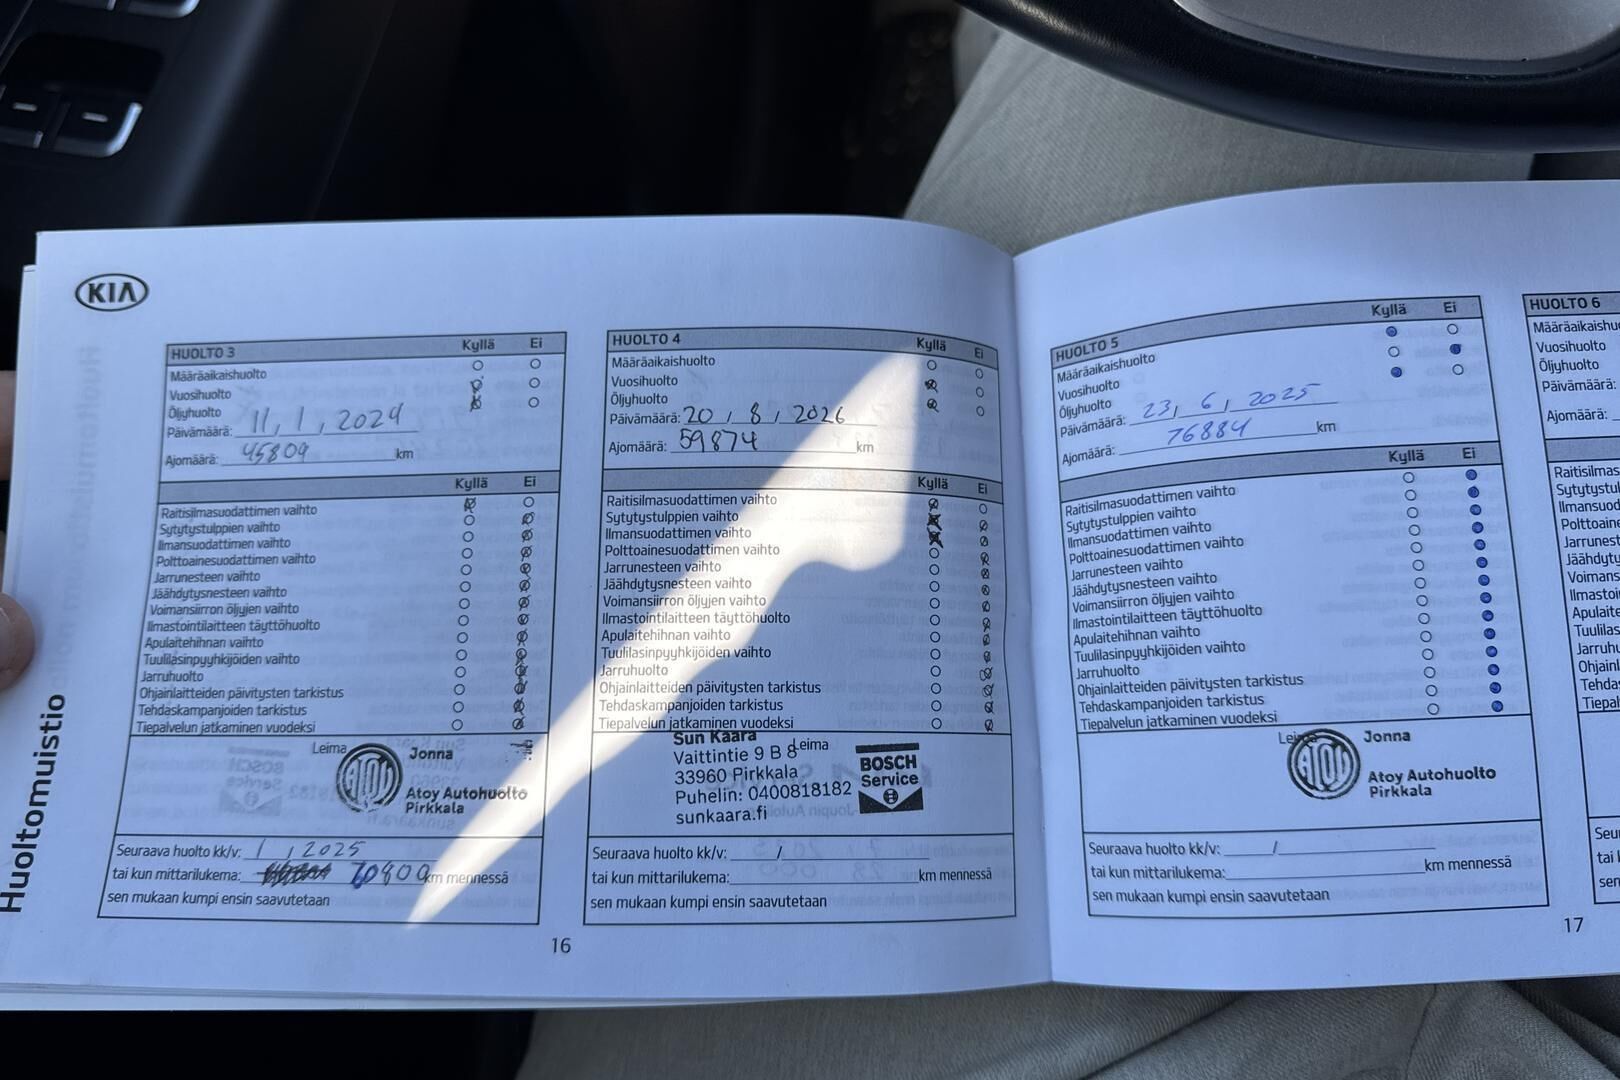 KIA
Huoltomuistio
HUOLTO 3 Kyllä Ei
Määräaikaishuolto
Vuosihuolto
Öljyhuolto
Päivämäärä: 11, 1, 2024
Ajomäärä: 45809 km
Kyllä Ei
Raitisilmasuodattimen vaihto
Sytytystulppien vaihto
Ilmansuodattimen vaihto
Polttoainesuodattimen vaihto
Jarrunesteen vaihto
Jäähdytysnesteen vaihto
Voimansiirron öljyjen vaihto
Ilmastointilaitteen täyttöhuolto
Apulaitehihnan vaihto
Tuulilasinpyyhkijöiden vaihto
Jarruhuolto
Ohjainlaitteiden päivitysten tarkistus
Tehdaskampanjoiden tarkistus
Tiepalvelun jatkaminen vuodeksi
Leima
Jonna
Atoy Autohuolto
Pirkkala
Seuraava huolto kk/v: 1, 2025
tai kun mittarilukema: 70800 km mennessä
sen mukaan kumpi ensin saavutetaan
HUOLTO 4 Kyllä Ei
Määräaikaishuolto
Vuosihuolto
Öljyhuolto
Päivämäärä: 20, 8, 2026
Ajomäärä: 59874 km
Kyllä Ei
Raitisilmasuodattimen vaihto
Sytytystulppien vaihto
Ilmansuodattimen vaihto
Polttoainesuodattimen vaihto
Jarrunesteen vaihto
Jäähdytysnesteen vaihto
Voimansiirron öljyjen vaihto
Ilmastointilaitteen täyttöhuolto
Apulaitehihnan vaihto
Tuulilasinpyyhkijöiden vaihto
Jarruhuolto
Ohjainlaitteiden päivitysten tarkistus
Tehdaskampanjoiden tarkistus
Tiepalvelun jatkaminen vuodeksi
Leima
Sun Kaara
Vaittintie 9 B 8
33960 Pirkkala
Puhelin: 0400818182
sunkaara.fi
BOSCH
Service
Seuraava huolto kk/v: /
tai kun mittarilukema: km mennessä
sen mukaan kumpi ensin saavutetaan
16
HUOLTO 5 Kyllä Ei
Määräaikaishuolto
Vuosihuolto
Öljyhuolto
Päivämäärä: 23, 6, 2025
Ajomäärä: 76884 km
Kyllä Ei
Raitisilmasuodattimen vaihto
Sytytystulppien vaihto
Ilmansuodattimen vaihto
Polttoainesuodattimen vaihto
Jarrunesteen vaihto
Jäähdytysnesteen vaihto
Voimansiirron öljyjen vaihto
Ilmastointilaitteen täyttöhuolto
Apulaitehihnan vaihto
Tuulilasinpyyhkijöiden vaihto
Jarruhuolto
Ohjainlaitteiden päivitysten tarkistus
Tehdaskampanjoiden tarkistus
Tiepalvelun jatkaminen vuodeksi
Jonna
Atoy Autohuolto
Pirkkala
Seuraava huolto kk/v: /
tai kun mittarilukema: km mennessä
sen mukaan kumpi ensin saavutetaan
HUOLTO 6
Vuosihuolto
Öljyhuolto
Päivämäärä:
Ajomäärä:
17